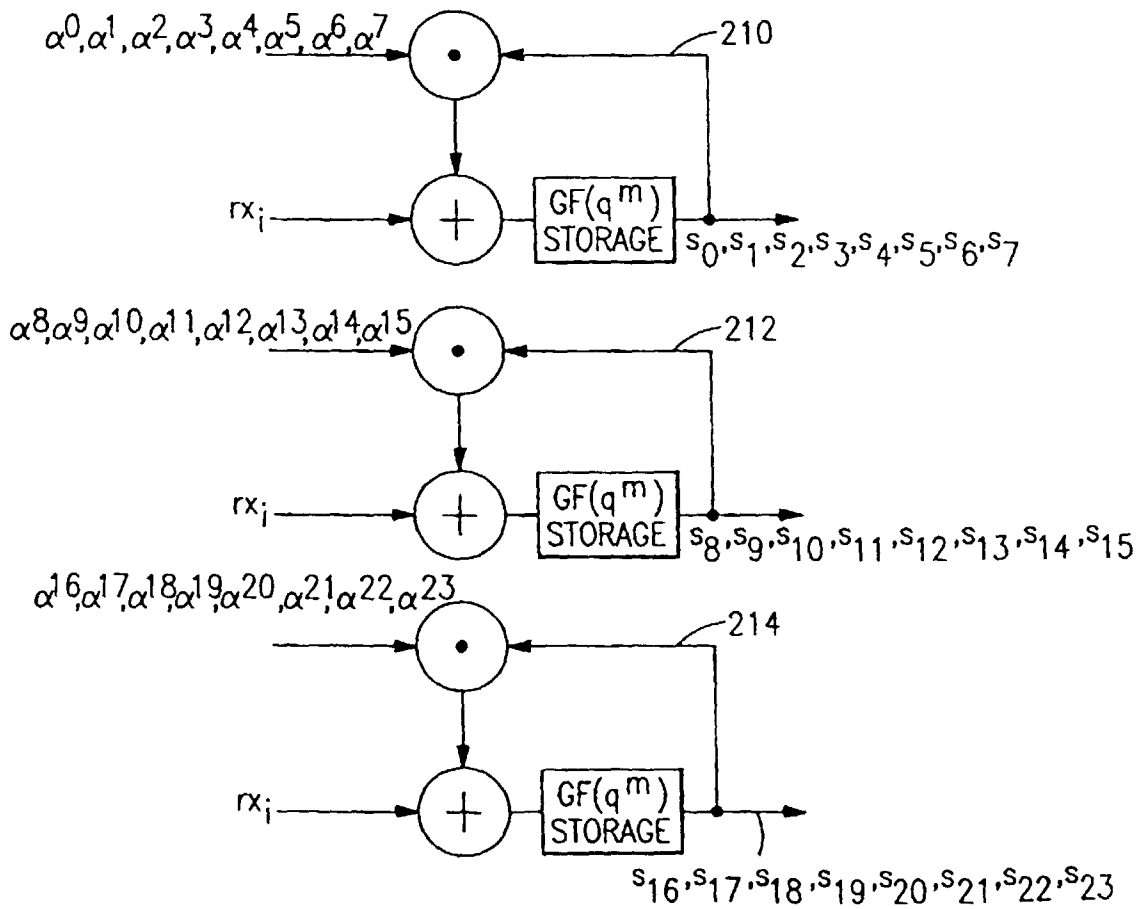 α⁰,α¹,α²,α³,α⁴,α⁵,α⁶,α⁷
210
rxᵢ
GF(qᵐ)
STORAGE
s₀,s₁,s₂,s₃,s₄,s₅,s₆,s₇
α⁸,α⁹,α¹⁰,α¹¹,α¹²,α¹³,α¹⁴,α¹⁵
212
rxᵢ
GF(qᵐ)
STORAGE
s₈,s₉,s₁₀,s₁₁,s₁₂,s₁₃,s₁₄,s₁₅
α¹⁶,α¹⁷,α¹⁸,α¹⁹,α²⁰,α²¹,α²²,α²³
214
rxᵢ
GF(qᵐ)
STORAGE
s₁₆,s₁₇,s₁₈,s₁₉,s₂₀,s₂₁,s₂₂,s₂₃